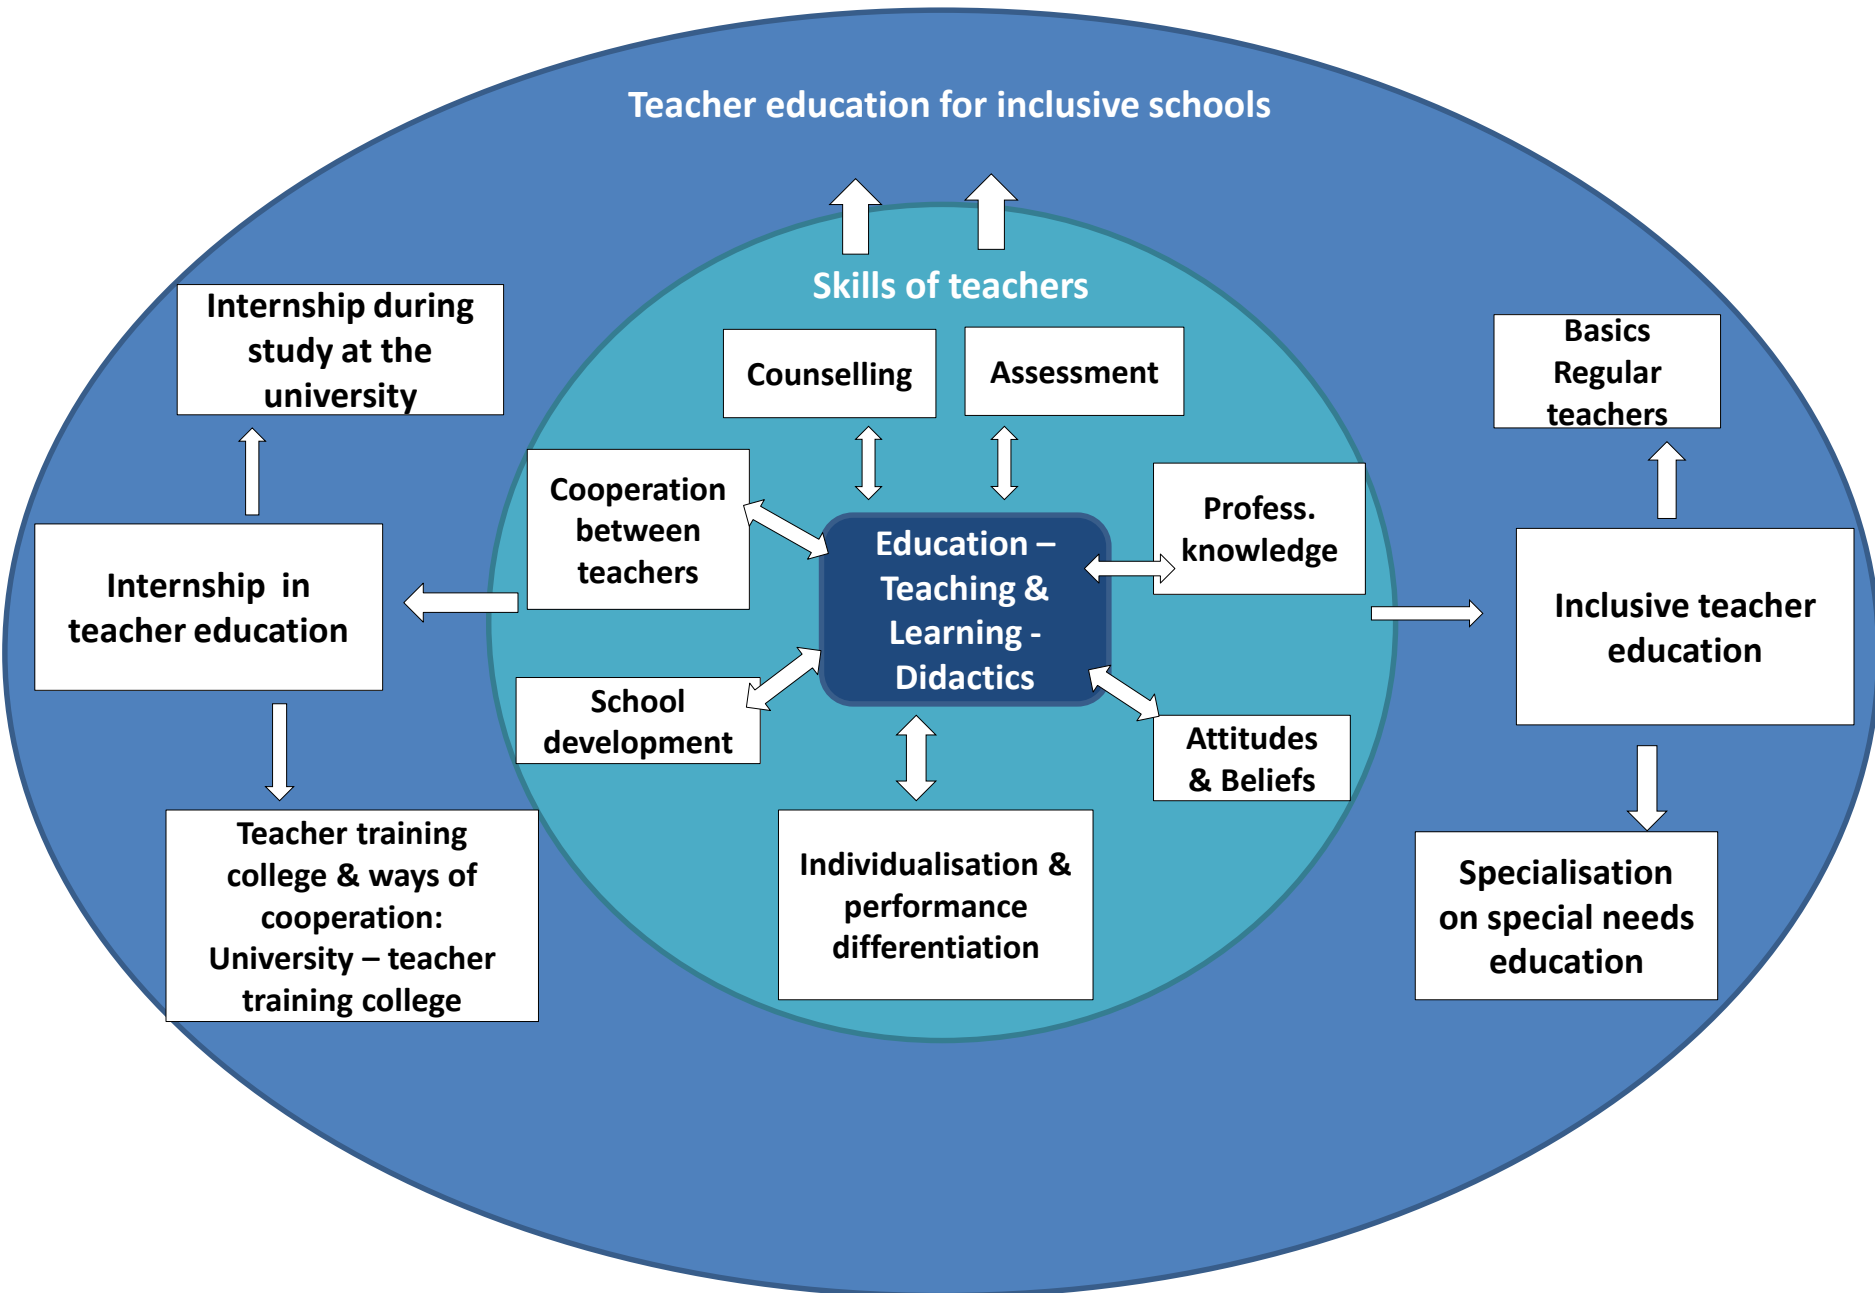 Teacher education for inclusive schools
Skills of teachers
Internship during
study at the
university
Counselling
Assessment
Basics
Regular
teachers
Cooperation
between
teachers
Profess.
knowledge
Education –
Teaching &
Learning -
Didactics
Internship in
teacher education
Inclusive teacher
education
School
development
Attitudes
& Beliefs
Teacher training
college & ways of
cooperation:
University – teacher
training college
Individualisation &
performance
differentiation
Specialisation
on special needs
education